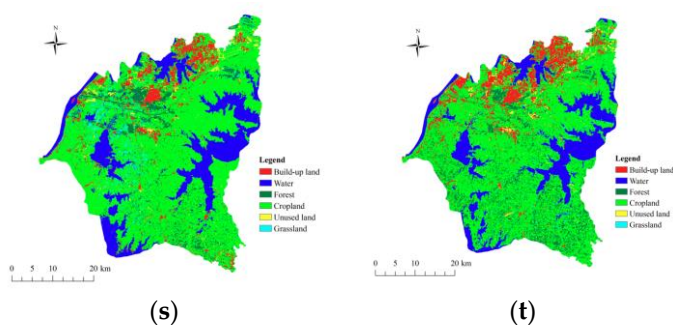 N
Legend
Build-up land
Water
Forest
Cropland
Unused land
Grassland
0 5 10 20 km
(s)
N
Legend
Build-up land
Water
Forest
Cropland
Unused land
Grassland
0 5 10 20 km
(t)